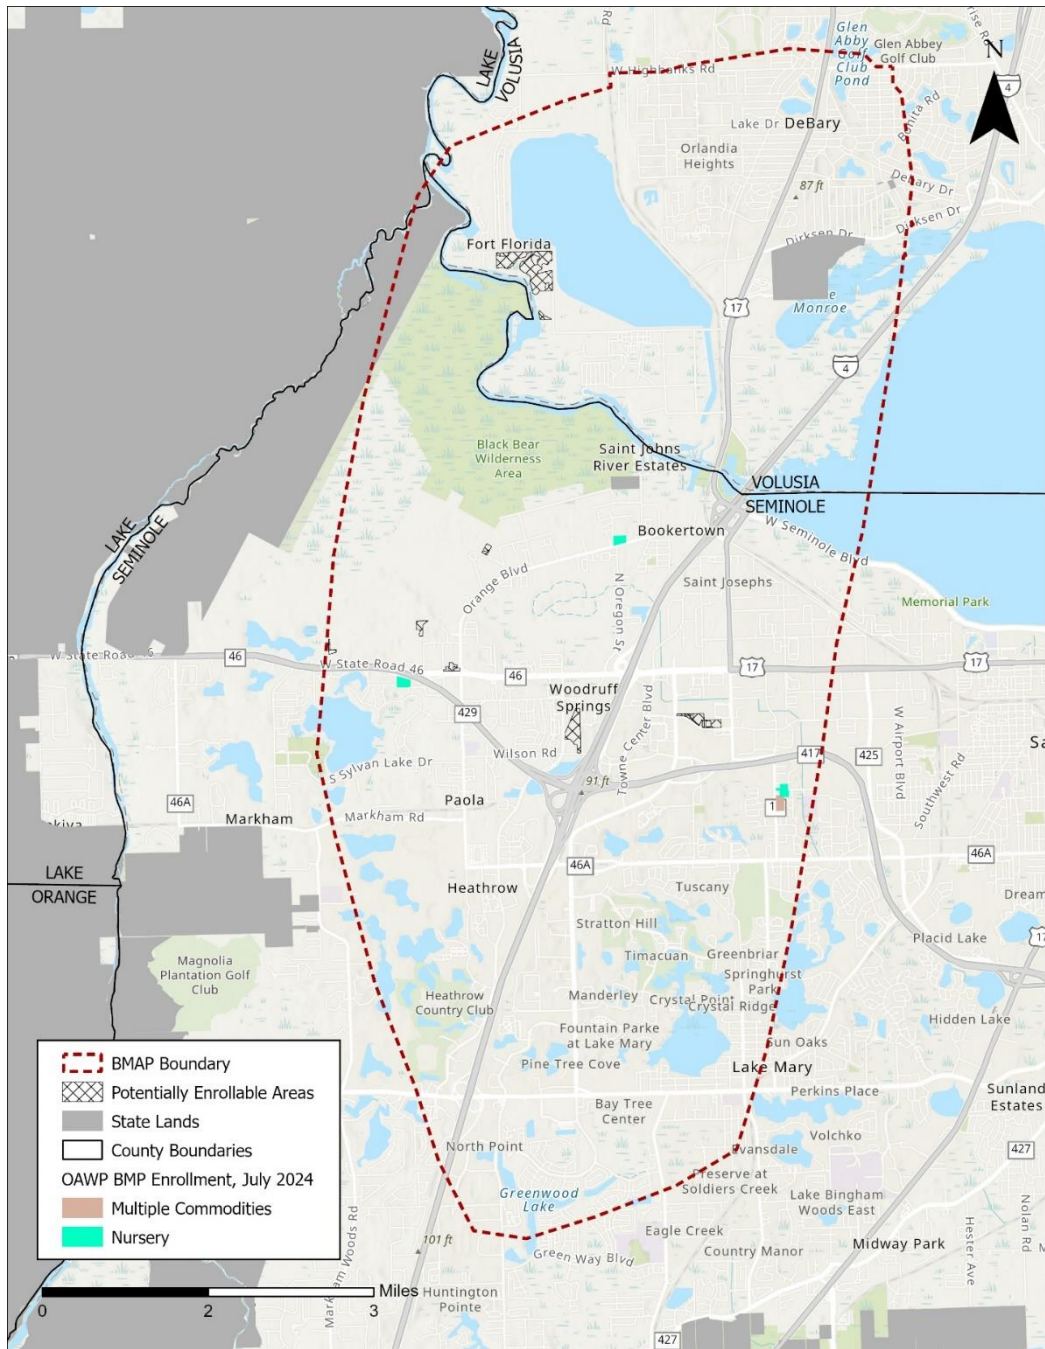 Rd
Glen
Abby
Golf
Club
Pond
Glen Abbey
Golf Club
N
LAKE
VOLUSIA
W Highbanks Rd
4
Lake Dr
DeBary
Bonita Rd
Orlandia
Heights
87 ft
Debary Dr
Dirksen Dr
Dirksen Dr
Fort Florida
e
Monroe
17
4
Black Bear
Wilderness
Area
Saint Johns
River Estates
VOLUSIA
SEMINOLE
LAKE
SEMINOLE
Bookertown
W Seminole Blvd
Orange Blvd
N Oregon St
Saint Josephs
Memorial Park
W State Road 46
46
W State Road 46
46
17
17
Woodruff
Springs
429
Towne Center Blvd
W Airport Blvd
Wilson Rd
417
425
Sa
S Sylvan Lake Dr
91 ft
Southwest Rd
46A
Paola
1
Markham
Markham Rd
46A
46A
LAKE
ORANGE
Heathrow
Tuscany
Dream
Stratton Hill
Magnolia
Plantation Golf
Club
Timacuan
Greenbriar
Placid Lake
17
Springhurst
Park
Heathrow
Country Club
Manderley
Crystal Point
Crystal Ridge
Hidden Lake
Fountain Parke
at Lake Mary
Sun Oaks
Pine Tree Cove
Lake Mary
Perkins Place
Sunland
Estates
Bay Tree
Center
North Point
Evansdale
Volchko
427
Preserve at
Soldiers Creek
Greenwood
Lake
Lake Bingham
Woods East
Nolan Rd
Hester Ave
Eagle Creek
101 ft
Green Way Blvd
Country Manor
Midway Park
Huntington
Pointe
427
BMAP Boundary
Potentially Enrollable Areas
State Lands
County Boundaries
OAWP BMP Enrollment, July 2024
Multiple Commodities
Nursery
Miles
0 2 3